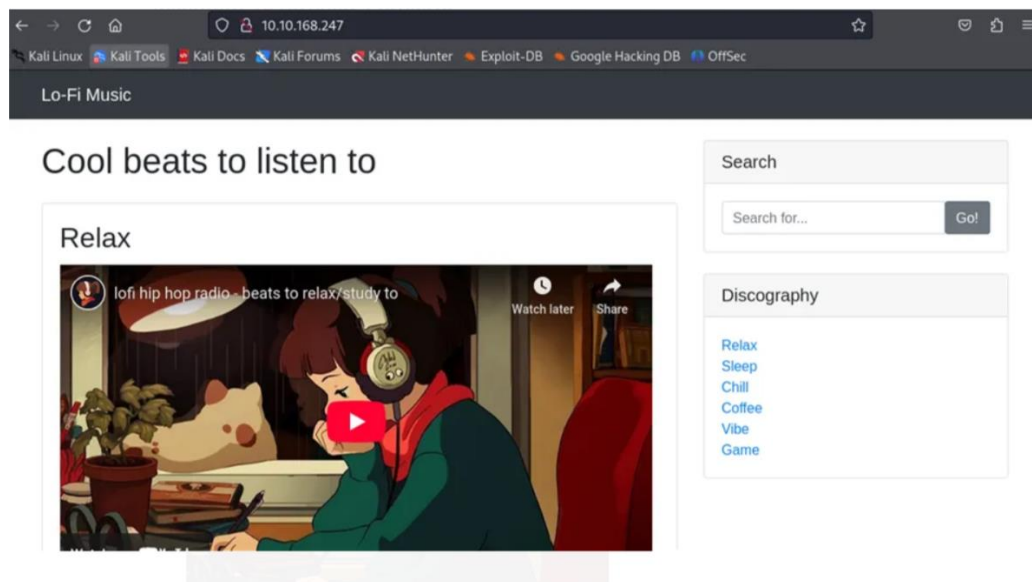 10.10.168.247
Kali Linux Kali Tools Kali Docs Kali Forums Kali NetHunter Exploit-DB Google Hacking DB OffSec
Lo-Fi Music
Cool beats to listen to
Relax
lofi hip hop radio - beats to relax/study to
Watch later
Share
Search
Search for...
Go!
Discography
Relax
Sleep
Chill
Coffee
Vibe
Game